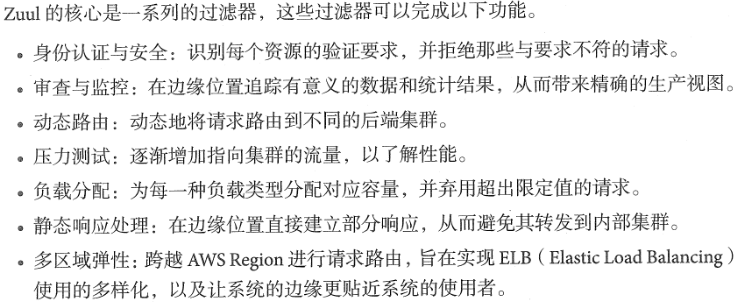 Zuul 的核心是一系列的过滤器，这些过滤器可以完成以下功能。
• 身份认证与安全：识别每个资源的验证要求，并拒绝那些与要求不符的请求。
• 审查与监控：在边缘位置追踪有意义的数据和统计结果，从而带来精确的生产视图。
• 动态路由：动态地将请求路由到不同的后端集群。
• 压力测试：逐渐增加指向集群的流量，以了解性能。
• 负载分配：为每一种负载类型分配对应容量，并弃用超出限定值的请求。
• 静态响应处理：在边缘位置直接建立部分响应，从而避免其转发到内部集群。
• 多区域弹性：跨越 AWS Region 进行请求路由，旨在实现 ELB（Elastic Load Balancing）
使用的多样化，以及让系统的边缘更贴近系统的使用者。